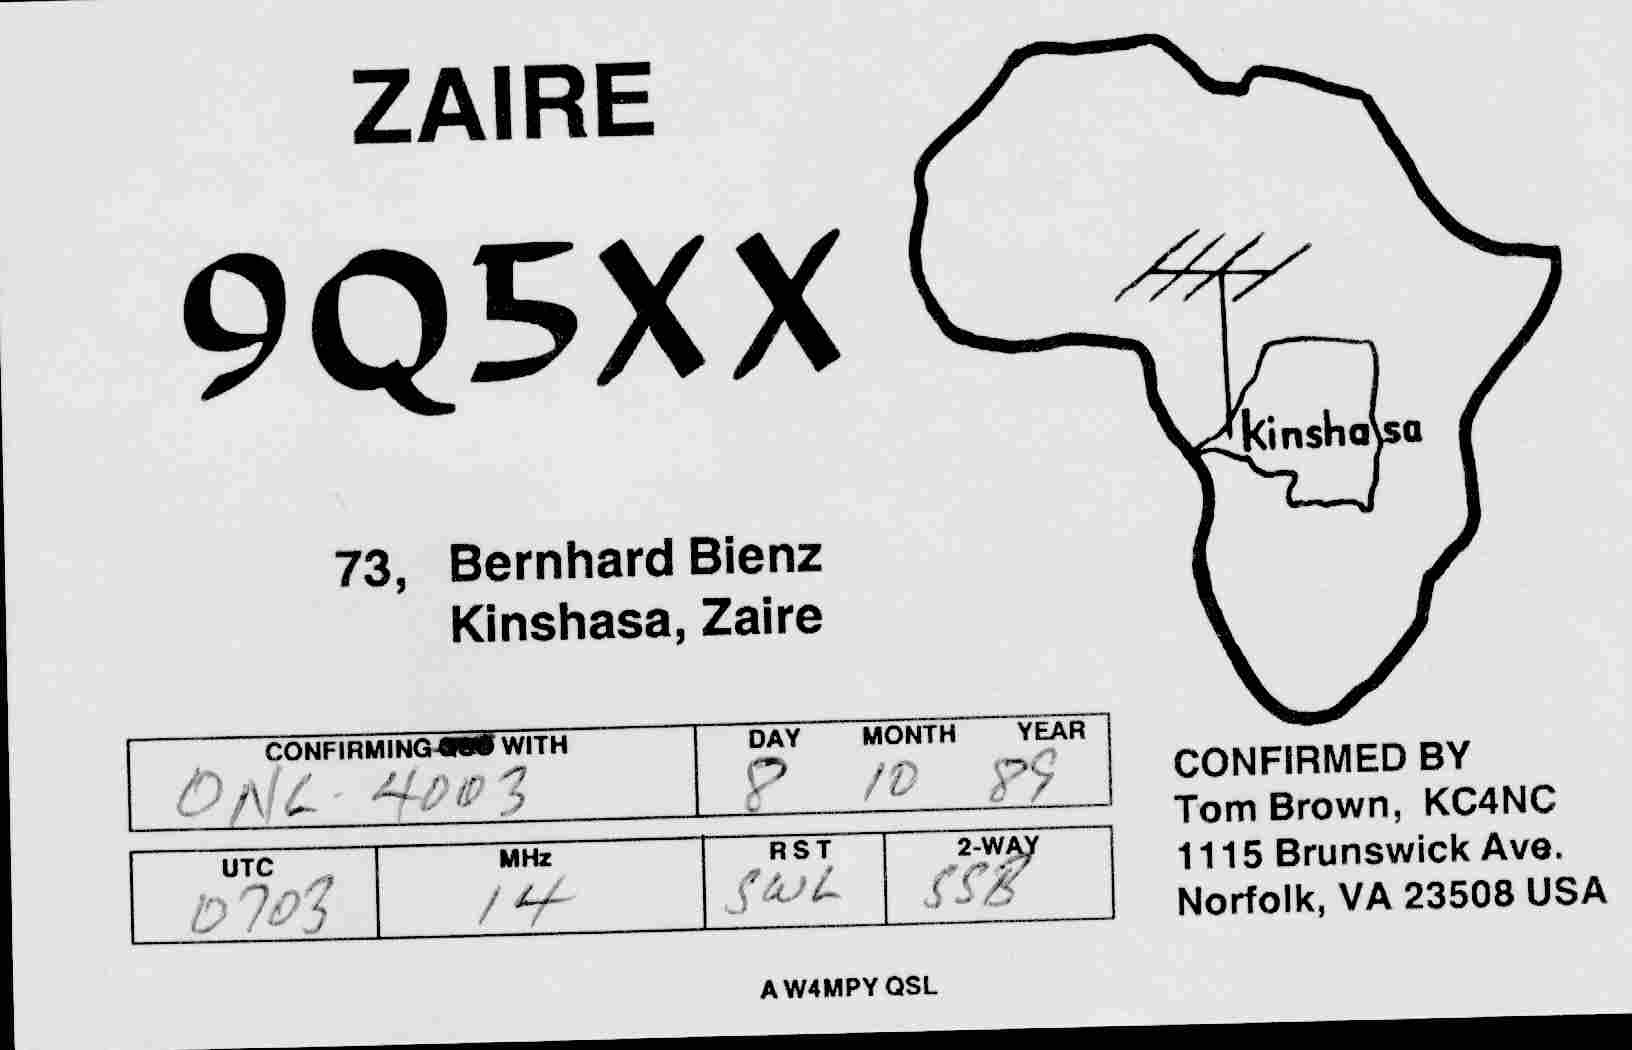 ZAIRE
9Q5XX
Kinshasa
73, Bernhard Bienz
Kinshasa, Zaire
CONFIRMING WITH
ONL-4003
DAY MONTH YEAR
8 10 89
UTC MHz RST 2-WAY
0703 14 SWL SSB
CONFIRMED BY
Tom Brown, KC4NC
1115 Brunswick Ave.
Norfolk, VA 23508 USA
A W4MPY QSL